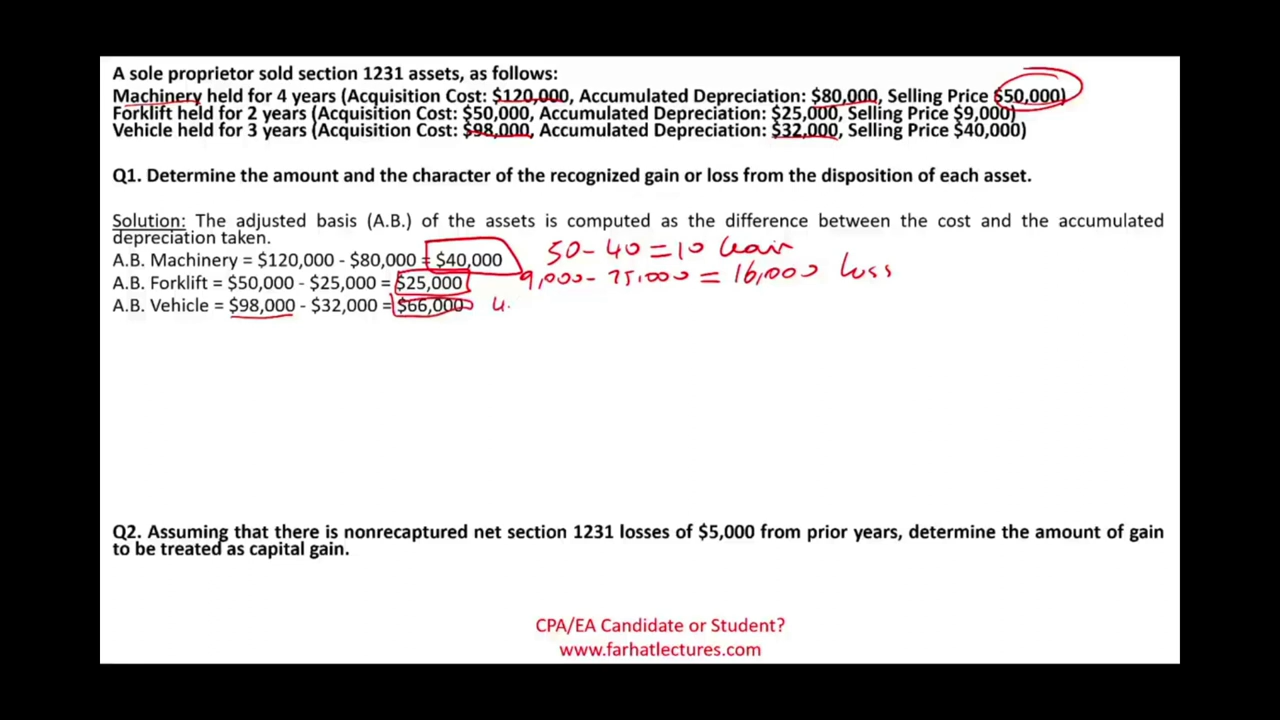 A sole proprietor sold section 1231 assets, as follows:
Machinery held for 4 years (Acquisition Cost: $120,000, Accumulated Depreciation: $80,000, Selling Price $50,000)
Forklift held for 2 years (Acquisition Cost: $50,000, Accumulated Depreciation: $25,000, Selling Price $9,000)
Vehicle held for 3 years (Acquisition Cost: $98,000, Accumulated Depreciation: $32,000, Selling Price $40,000)
Q1. Determine the amount and the character of the recognized gain or loss from the disposition of each asset.
Solution: The adjusted basis (A.B.) of the assets is computed as the difference between the cost and the accumulated
depreciation taken.
A.B. Machinery = $120,000 - $80,000 = $40,000 50-40=10 Gain
A.B. Forklift = $50,000 - $25,000 = $25,000 9,000-25,000 = 16,000 Loss
A.B. Vehicle = $98,000 - $32,000 = $66,000 4.
Q2. Assuming that there is nonrecaptured net section 1231 losses of $5,000 from prior years, determine the amount of gain
to be treated as capital gain.
CPA/EA Candidate or Student?
www.farhatlectures.com